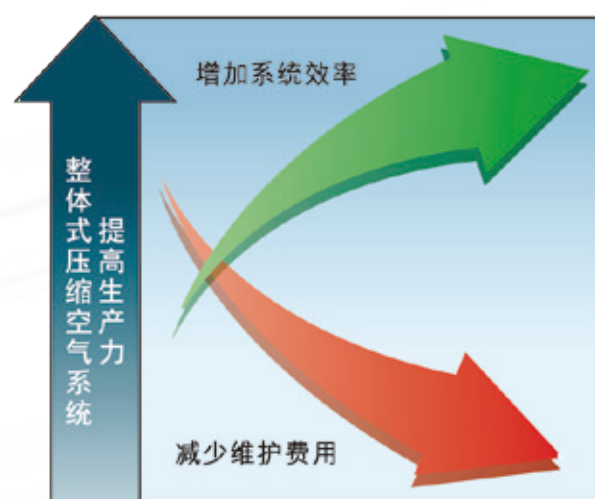 增加系统效率
整体式压缩空气系统
提高生产力
减少维护费用